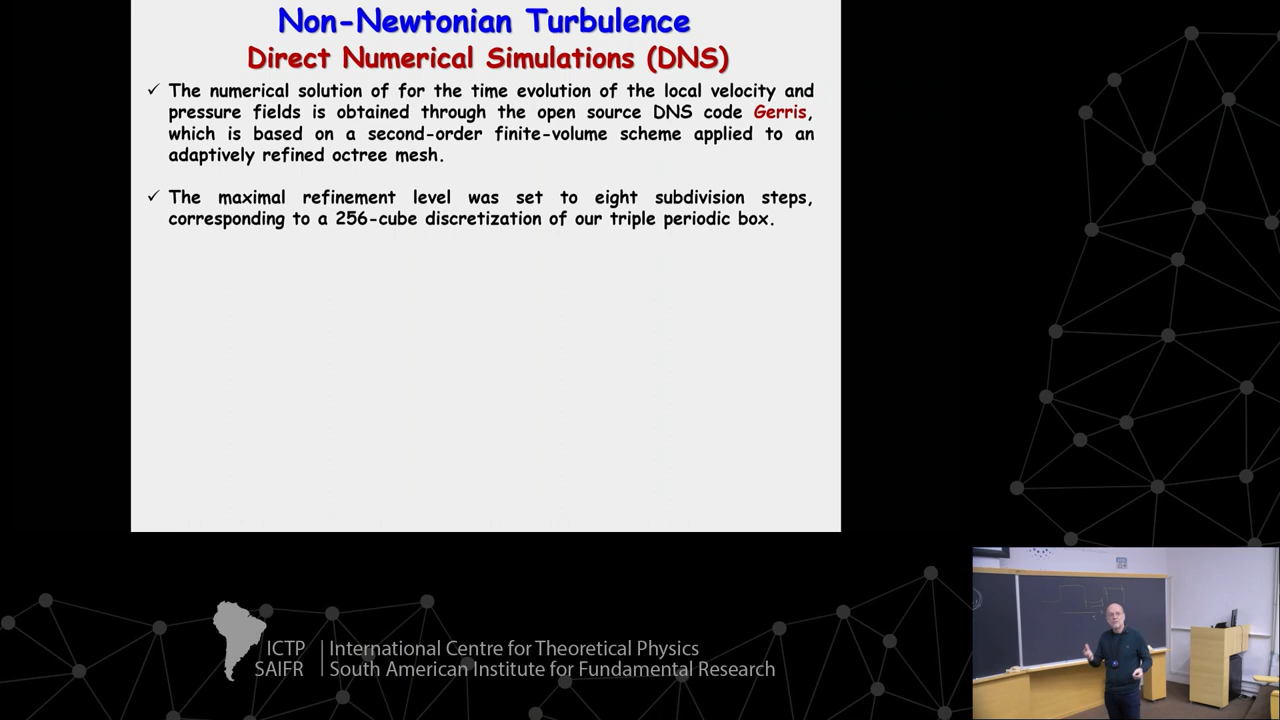 Non-Newtonian Turbulence
Direct Numerical Simulations (DNS)
✓ The numerical solution of for the time evolution of the local velocity and
pressure fields is obtained through the open source DNS code Gerris,
which is based on a second-order finite-volume scheme applied to an
adaptively refined octree mesh.
✓ The maximal refinement level was set to eight subdivision steps,
corresponding to a 256-cube discretization of our triple periodic box.
ICTP | International Centre for Theoretical Physics
SAIFR | South American Institute for Fundamental Research